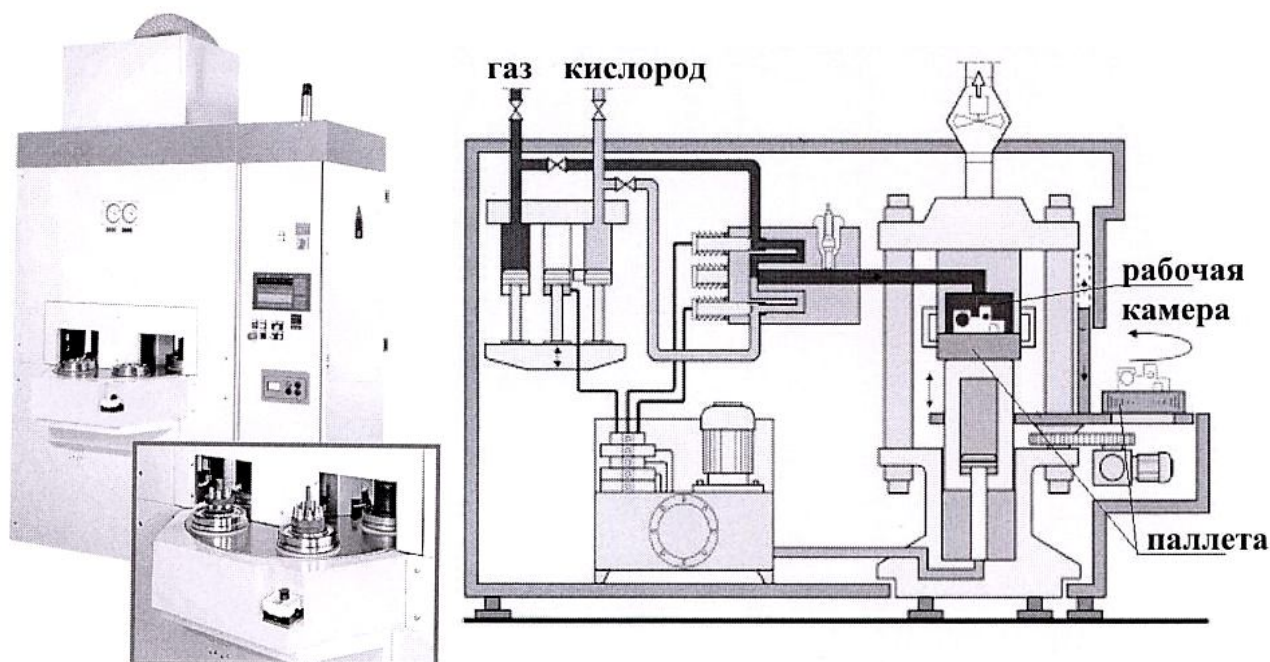 газ
кислород
рабочая
камера
паллета